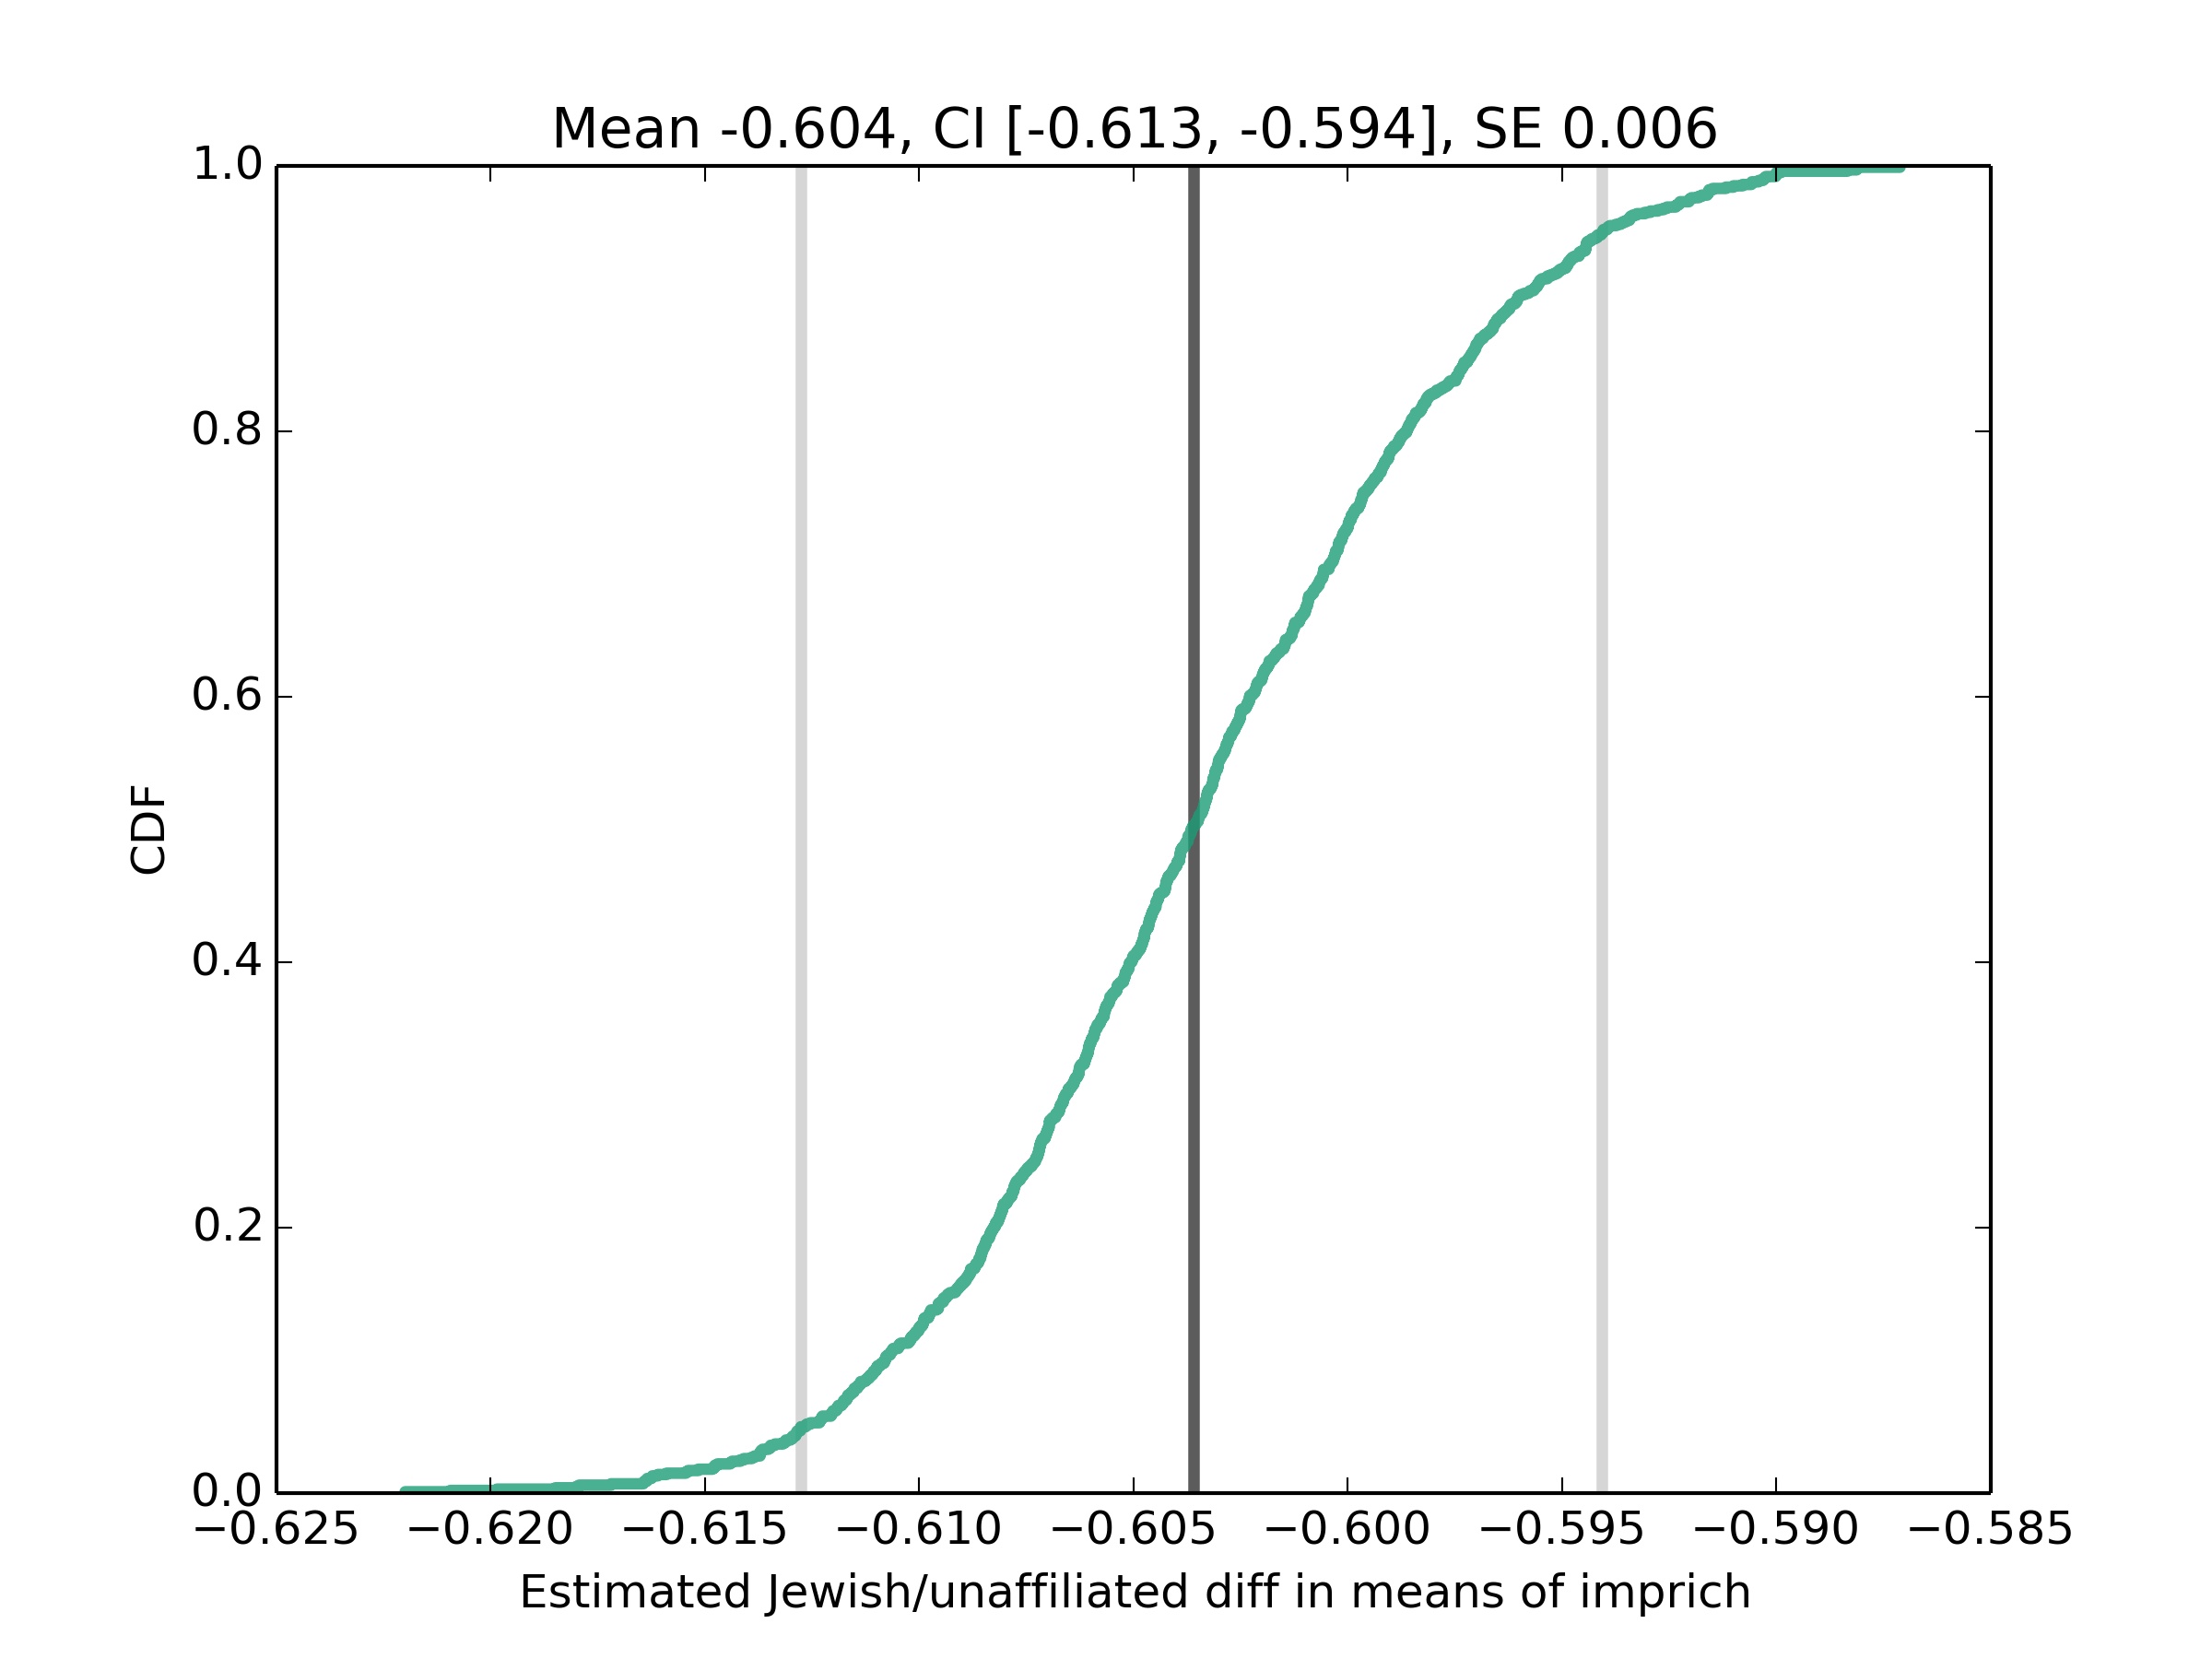 Mean -0.604, CI [-0.613, -0.594], SE 0.006
1.0
0.8
0.6
0.4
0.2
0.0
CDF
−0.625 −0.620 −0.615 −0.610 −0.605 −0.600 −0.595 −0.590 −0.585
Estimated Jewish/unaffiliated diff in means of imprich